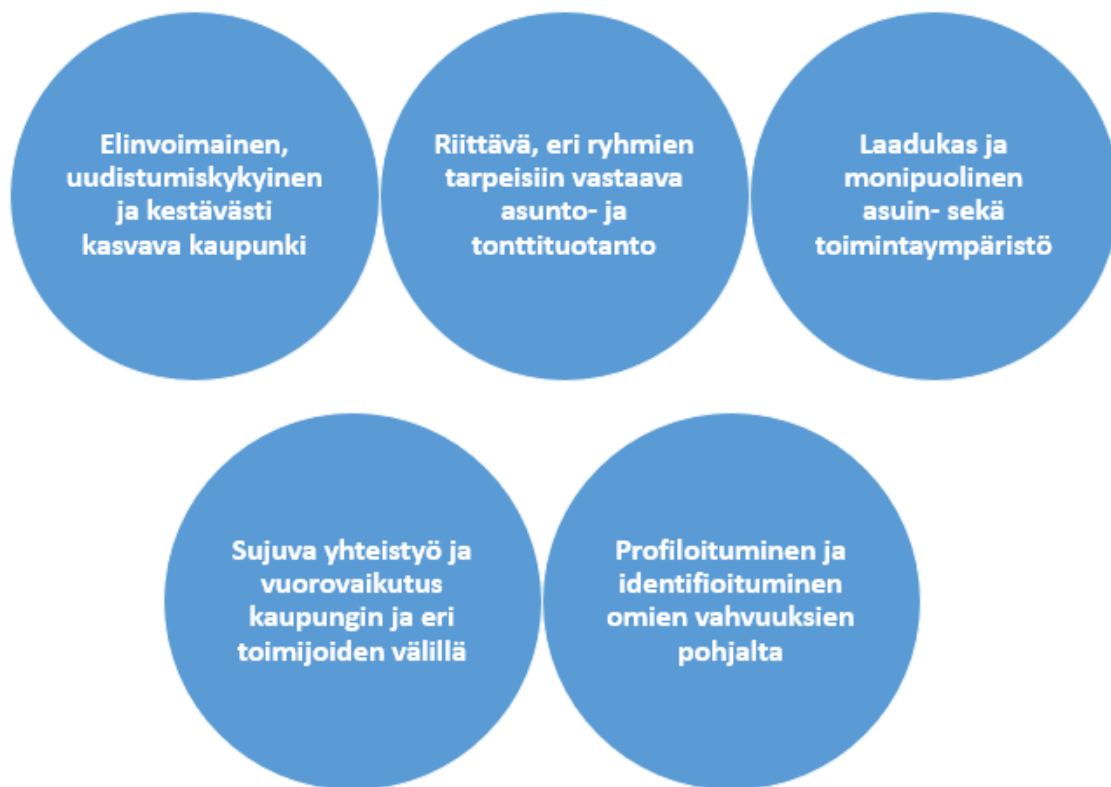 Elinvoimainen,
uudistumiskykyinen
ja kestävästi
kasvava kaupunki
Riittävä, eri ryhmien
tarpeisiin vastaava
asunto- ja
tonttituotanto
Laadukas ja
monipuolinen
asuin- sekä
toimintaympäristö
Sujuva yhteistyö ja
vuorovaikutus
kaupungin ja eri
toimijoiden välillä
Profiloituminen ja
identifioituminen
omien vahvuuksien
pohjalta